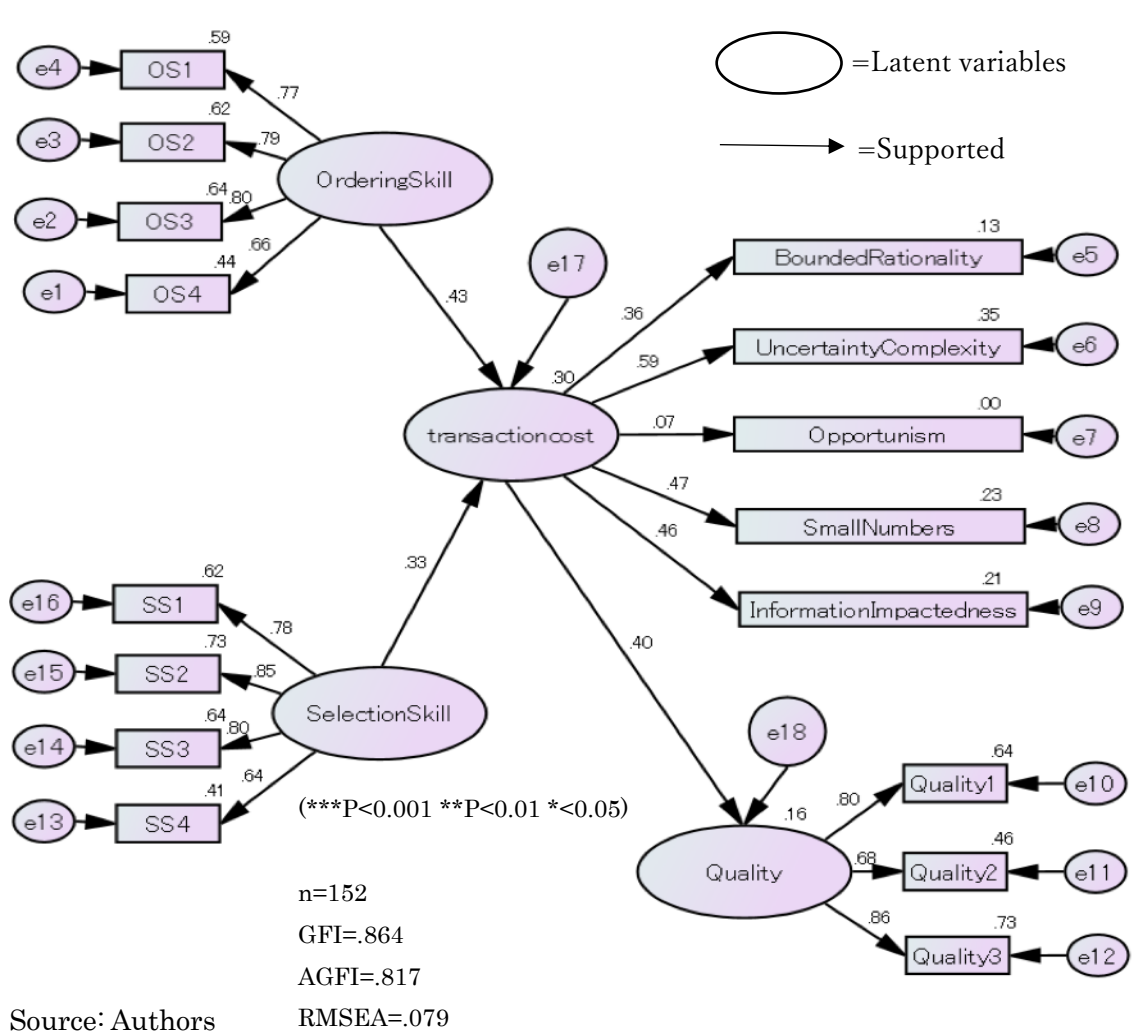 .59
e4
OS1
.77
=Latent variables
.62
e3
OS2
.79
=Supported
OrderingSkill
.64
.80
e2
OS3
.66
.44
e1
OS4
.43
e17
.13
BoundedRationality
e5
.36
.35
UncertaintyComplexity
e6
.59
.30
.00
transactioncost
.07
Opportunism
e7
.47
.23
SmallNumbers
e8
.46
.21
InformationImpactedness
e9
.33
.40
.62
e16
SS1
.78
.73
e15
SS2
.85
SelectionSkill
.64
.80
e14
SS3
.64
.41
e13
SS4
(***P<0.001 **P<0.01 *<0.05)
e18
.64
Quality1
e10
.80
.16
.46
Quality
.68
Quality2
e11
.86
.73
Quality3
e12
n=152
GFI=.864
AGFI=.817
RMSEA=.079
Source: Authors